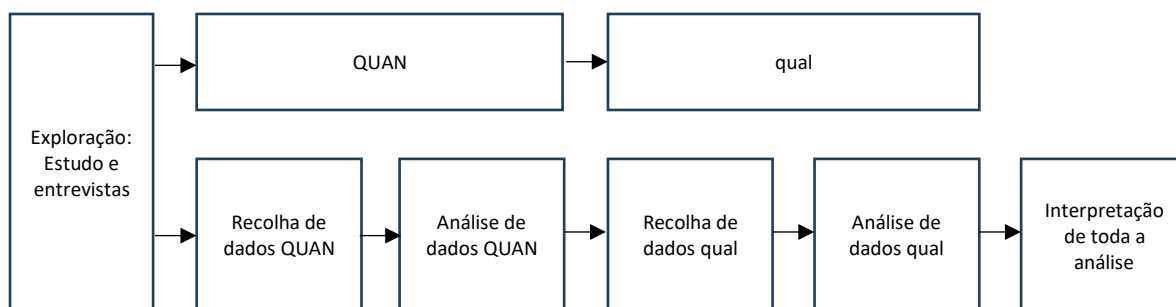 QUAN
qual
Exploração:
Estudo e
entrevistas
Recolha de
dados QUAN
Análise de
dados QUAN
Recolha de
dados qual
Análise de
dados qual
Interpretação
de toda a
análise